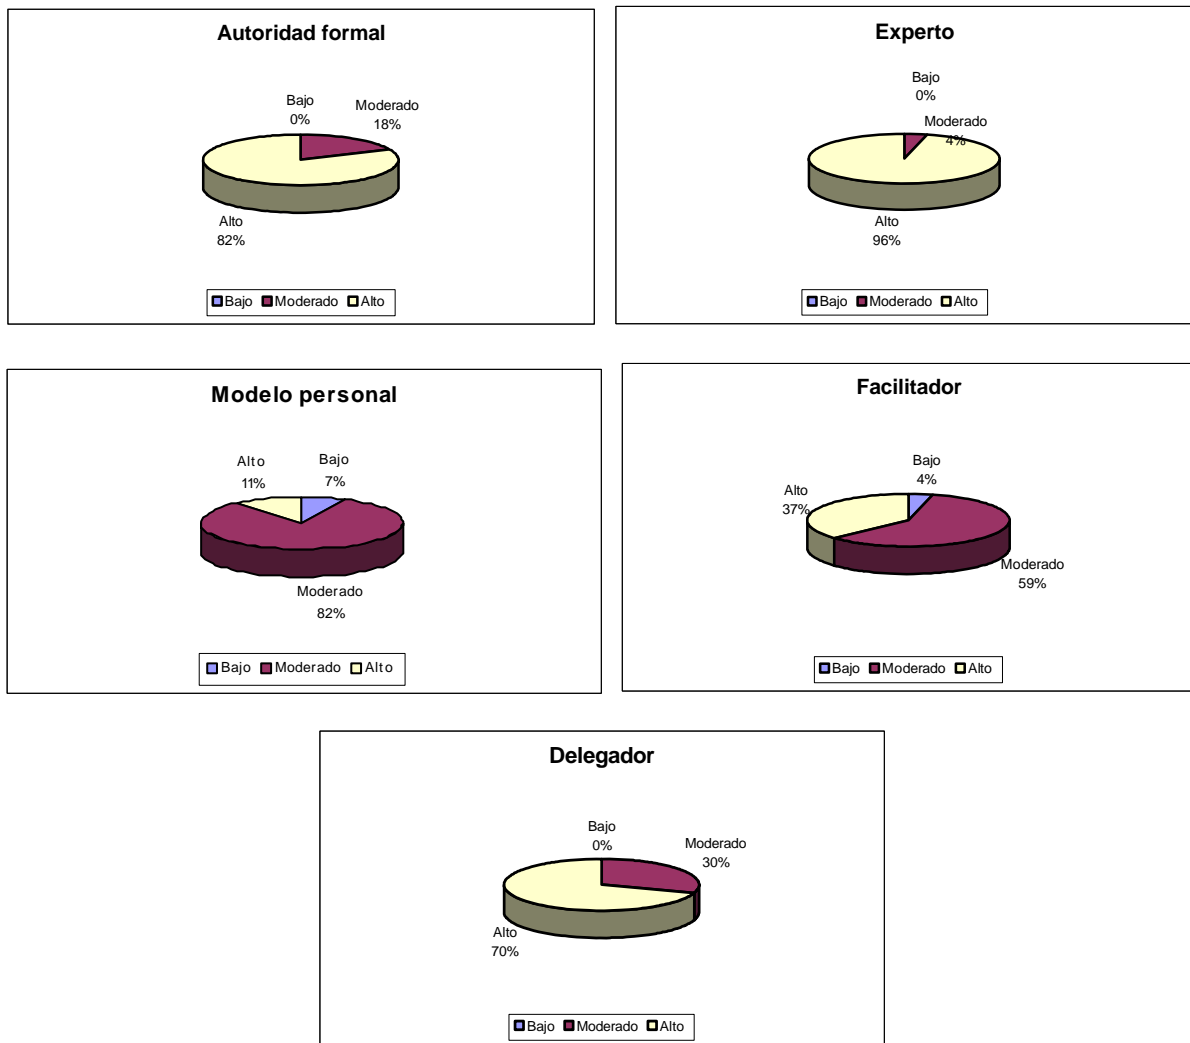 Autoridad formal
Bajo
0%
Moderado
18%
Alto
82%
Bajo Moderado Alto
Experto
Bajo
0%
Moderado
4%
Alto
96%
Bajo Moderado Alto
Modelo personal
Alto
11%
Bajo
7%
Moderado
82%
Bajo Moderado Alto
Facilitador
Bajo
4%
Alto
37%
Moderado
59%
Bajo Moderado Alto
Delegador
Bajo
0%
Moderado
30%
Alto
70%
Bajo Moderado Alto